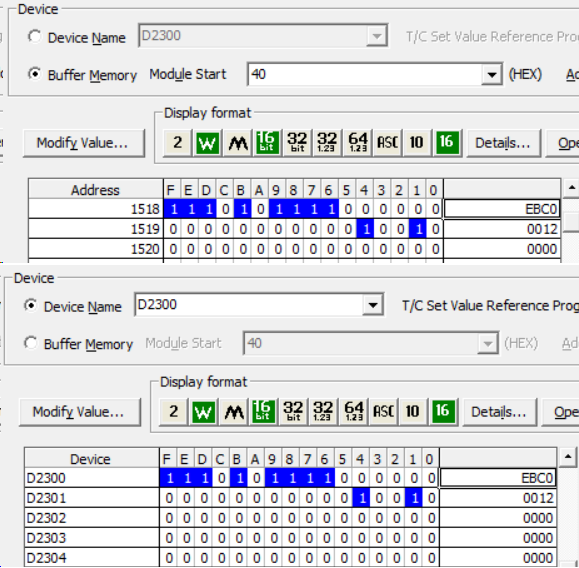 Device
Device Name D2300 T/C Set Value Reference Pro
Buffer Memory Module Start 40 (HEX) A
Display format
Modify Value... 2 W M 16 bit 32 bit 32 1.23 64 1.23 ASC 10 16 Details... Ope
Address F E D C B A 9 8 7 6 5 4 3 2 1 0
1518 1 1 1 0 1 0 1 1 1 1 0 0 0 0 0 0 EBC0
1519 0 0 0 0 0 0 0 0 0 0 0 1 0 0 1 0 0012
1520 0 0 0 0 0 0 0 0 0 0 0 0 0 0 0 0 0000
Device
Device Name D2300 T/C Set Value Reference Prog
Buffer Memory Module Start 40 (HEX) Ad
Display format
Modify Value... 2 W M 16 bit 32 bit 32 1.23 64 1.23 ASC 10 16 Details... Ope
Device F E D C B A 9 8 7 6 5 4 3 2 1 0
D2300 1 1 1 0 1 0 1 1 1 1 0 0 0 0 0 0 EBC0
D2301 0 0 0 0 0 0 0 0 0 0 0 1 0 0 1 0 0012
D2302 0 0 0 0 0 0 0 0 0 0 0 0 0 0 0 0 0000
D2303 0 0 0 0 0 0 0 0 0 0 0 0 0 0 0 0 0000
D2304 0 0 0 0 0 0 0 0 0 0 0 0 0 0 0 0 0000